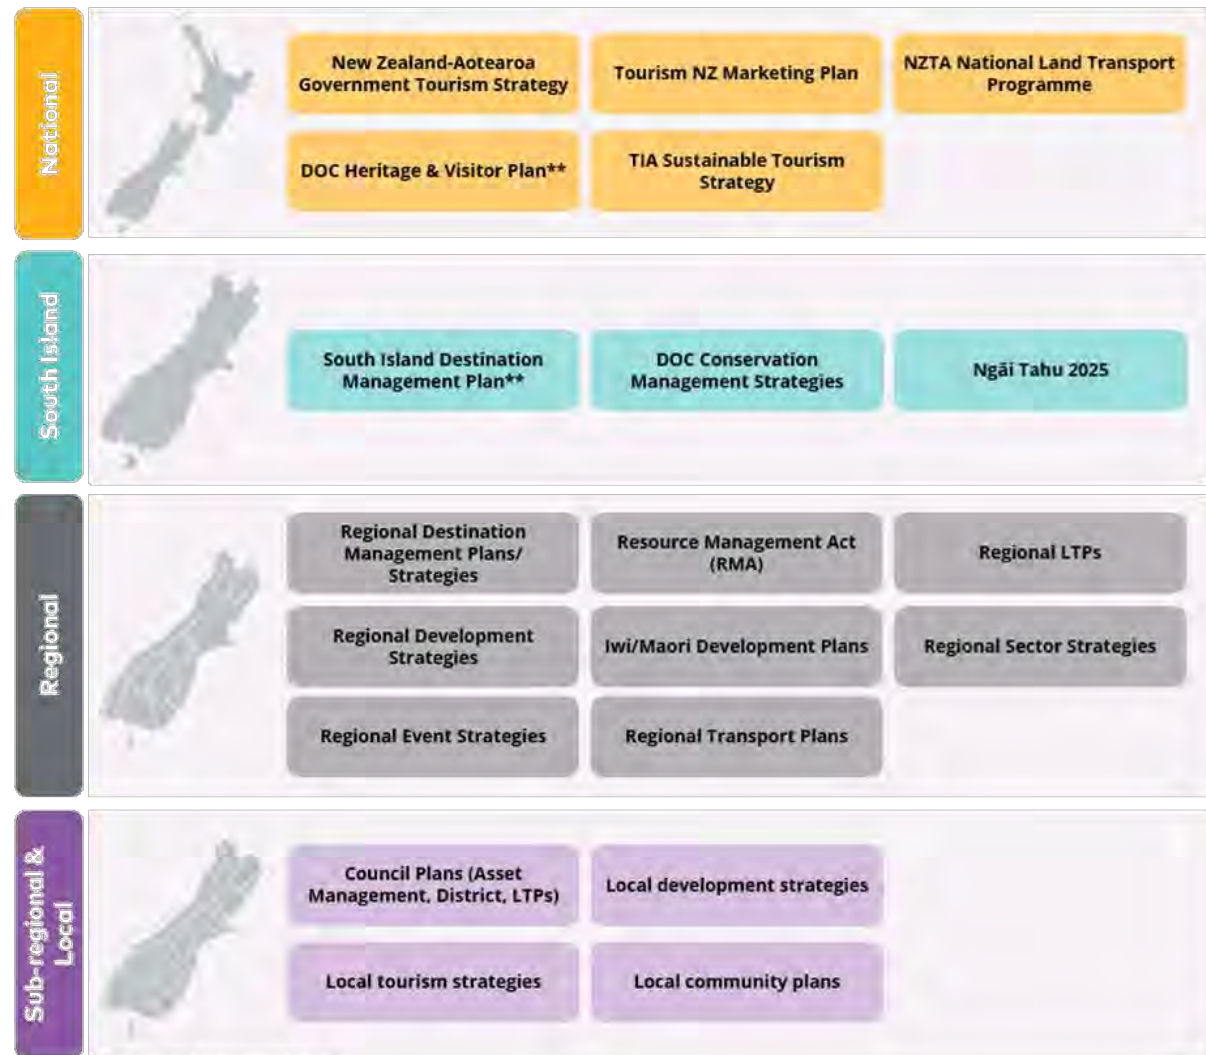 National
New Zealand-Aotearoa
Government Tourism Strategy
Tourism NZ Marketing Plan
NZTA National Land Transport
Programme
DOC Heritage & Visitor Plan**
TIA Sustainable Tourism
Strategy
South Island
South Island Destination
Management Plan**
DOC Conservation
Management Strategies
Ngāi Tahu 2025
Regional
Regional Destination
Management Plans/
Strategies
Resource Management Act
(RMA)
Regional LTPs
Regional Development
Strategies
Iwi/Maori Development Plans
Regional Sector Strategies
Regional Event Strategies
Regional Transport Plans
Sub-regional &
Local
Council Plans (Asset
Management, District, LTPs)
Local development strategies
Local tourism strategies
Local community plans